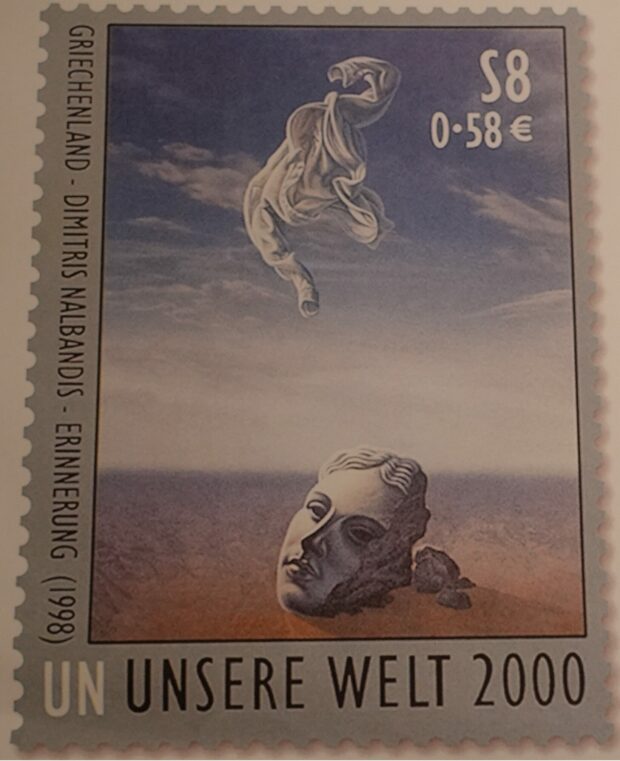 S8
0·58 €
GRIECHENLAND - DIMITRIS NALBANDIS - ERINNERUNG (1998)
UN UNSERE WELT 2000